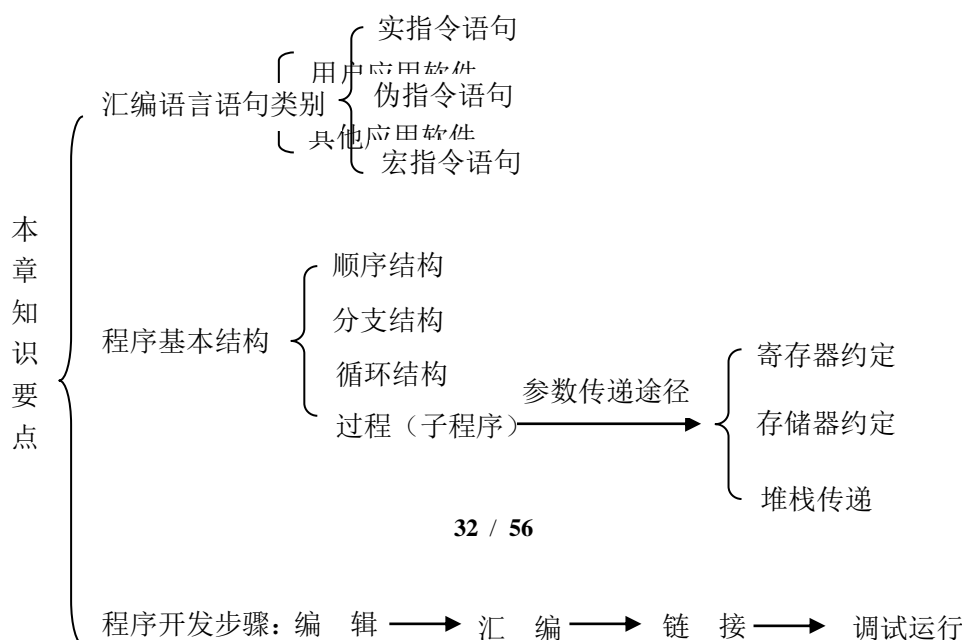 实指令语句
用户应用软件
汇编语言语句类别
伪指令语句
其他应用软件
宏指令语句
本章知识要点
顺序结构
分支结构
程序基本结构
循环结构
过程（子程序）
参数传递途径
寄存器约定
存储器约定
堆栈传递
32 / 56
程序开发步骤：编 辑 汇 编 链 接 调试运行